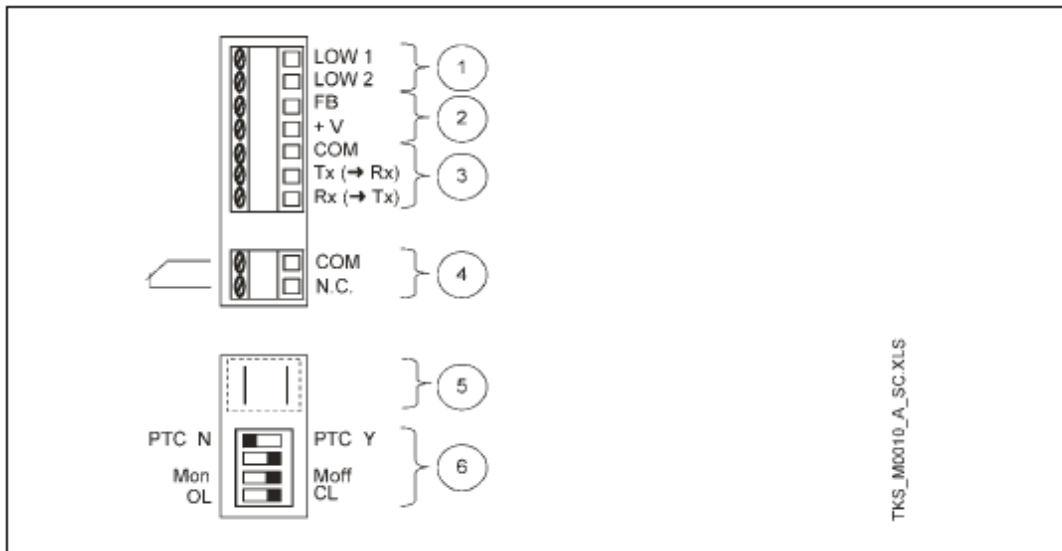 LOW 1
LOW 2
1
FB
+ V
2
COM
Tx (➔ Rx)
Rx (➔ Tx)
3
COM
N.C.
4
5
PTC N PTC Y
Mon Moff
OL CL
6
TKS_M0010_A_SC.XLS